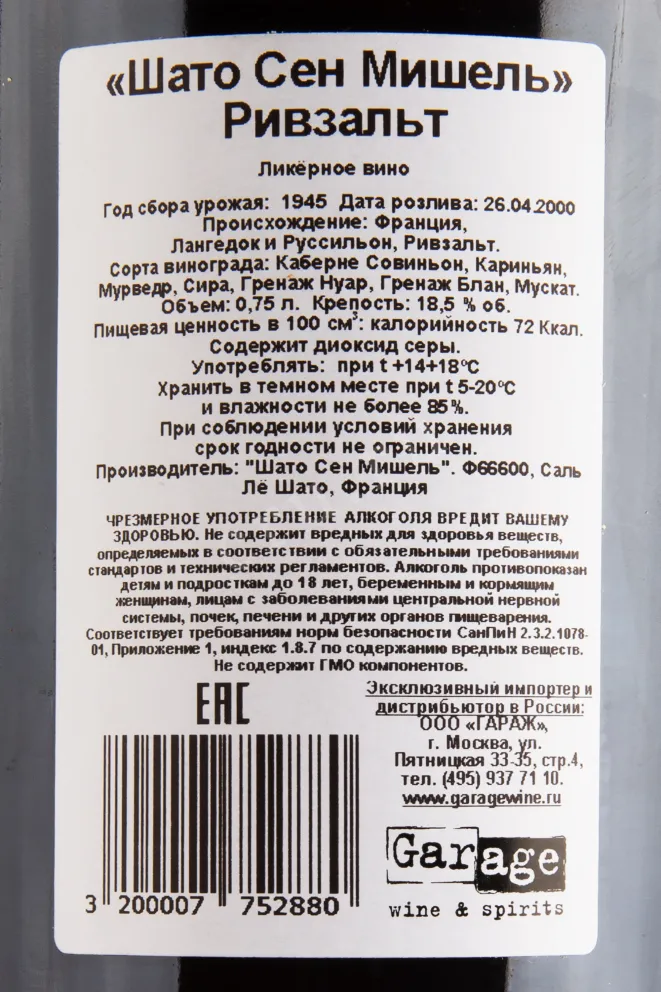 «Шато Сен Мишель»
Ривзальт
Ликёрное вино
Год сбора урожая: 1945 Дата розлива: 26.04.2000
Происхождение: Франция,
Лангедок и Руссильон, Ривзальт.
Сорта винограда: Каберне Совиньон, Кариньян,
Мурведр, Сира, Гренаж Нуар, Гренаж Блан, Мускат.
Объем: 0,75 л. Крепость: 18,5 % об.
Пищевая ценность в 100 см³: калорийность 72 Ккал.
Содержит диоксид серы.
Употреблять: при t +14+18°С
Хранить в темном месте при t 5-20°С
и влажности не более 85%.
При соблюдении условий хранения
срок годности не ограничен.
Производитель: "Шато Сен Мишель". Ф66600, Саль
Лё Шато, Франция
ЧРЕЗМЕРНОЕ УПОТРЕБЛЕНИЕ АЛКОГОЛЯ ВРЕДИТ ВАШЕМУ
ЗДОРОВЬЮ. Не содержит вредных для здоровья веществ,
определяемых в соответствии с обязательными требованиями
стандартов и технических регламентов. Алкоголь противопоказан
детям и подросткам до 18 лет, беременным и кормящим
женщинам, лицам с заболеваниями центральной нервной
системы, почек, печени и других органов пищеварения.
Соответствует требованиям норм безопасности СанПиН 2.3.2.1078-
01, Приложение 1, индекс 1.8.7 по содержанию вредных веществ.
Не содержит ГМО компонентов.
ЕАС
Эксклюзивный импортер и
дистрибьютор в России:
ООО «ГАРАЖ»,
г. Москва, ул.
Пятницкая 33-35, стр.4,
тел. (495) 937 71 10.
www.garagewine.ru
Garage
wine & spirits
3 200007 752880